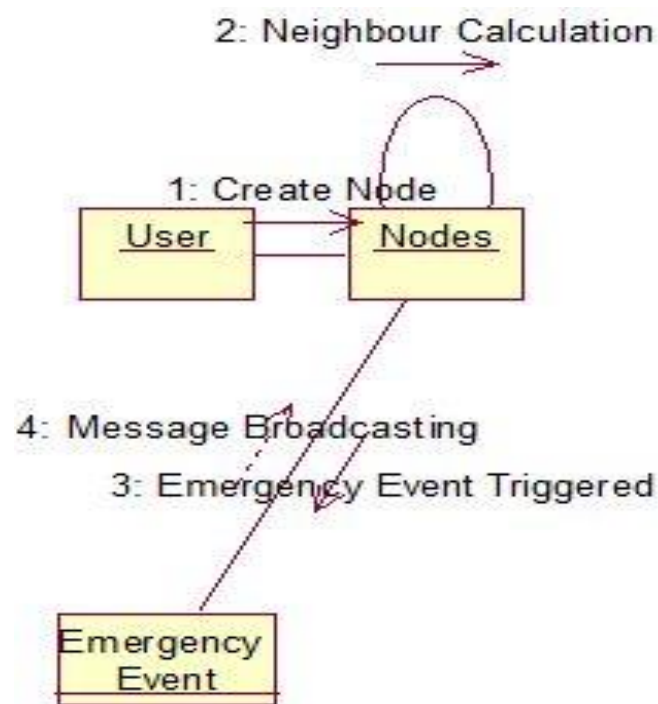 2: Neighbour Calculation
1: Create Node
User
Nodes
4: Message Broadcasting
3: Emergency Event Triggered
Emergency
Event